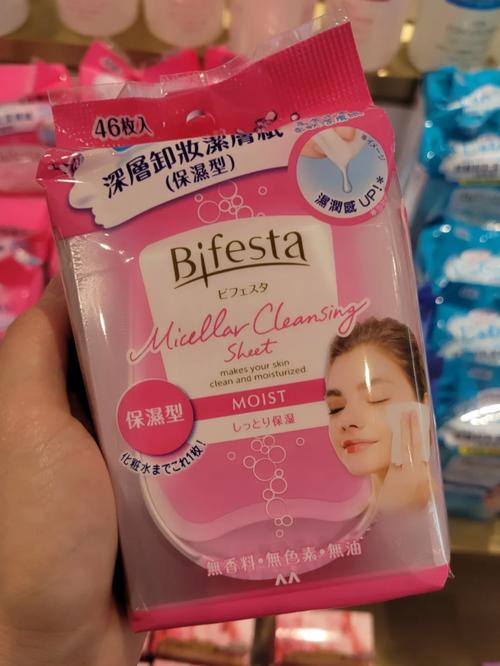 46枚入
深層卸妝潔膚紙
(保濕型)
濕潤感 UP!*
Bifesta
ビフェスタ
Micellar Cleansing
Sheet
makes your skin
clean and moisturized
MOIST
しっとり保湿
保濕型
化粧水までこれ1枚!
無香料・無色素・無油